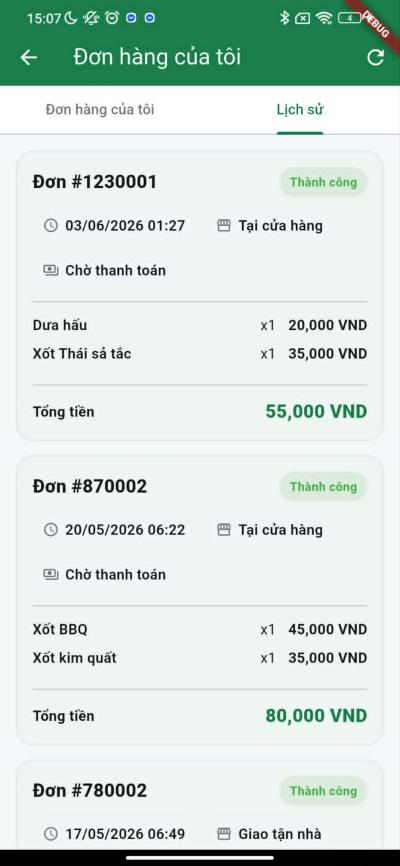 15:07
4
DEBUG
Đơn hàng của tôi
Đơn hàng của tôi
Lịch sử
Đơn #1230001
Thành công
03/06/2026 01:27
Tại cửa hàng
Chờ thanh toán
Dưa hấu x1 20,000 VND
Xốt Thái sả tắc x1 35,000 VND
Tổng tiền 55,000 VND
Đơn #870002
Thành công
20/05/2026 06:22
Tại cửa hàng
Chờ thanh toán
Xốt BBQ x1 45,000 VND
Xốt kim quất x1 35,000 VND
Tổng tiền 80,000 VND
Đơn #780002
Thành công
17/05/2026 06:49
Giao tận nhà